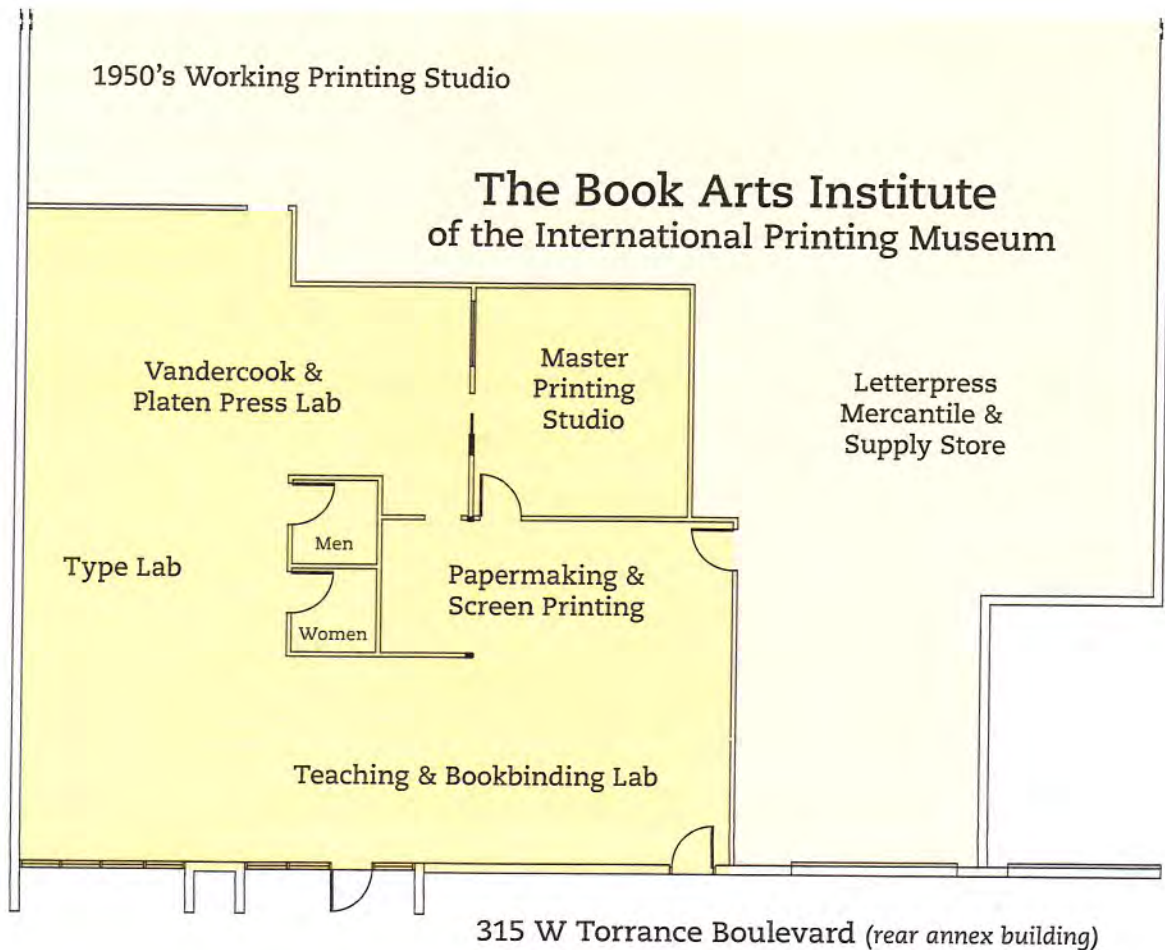 1950's Working Printing Studio
The Book Arts Institute
of the International Printing Museum
Vandercook &
Platen Press Lab
Master
Printing
Studio
Letterpress
Mercantile &
Supply Store
Men
Type Lab
Papermaking &
Screen Printing
Women
Teaching & Bookbinding Lab
315 W Torrance Boulevard (rear annex building)